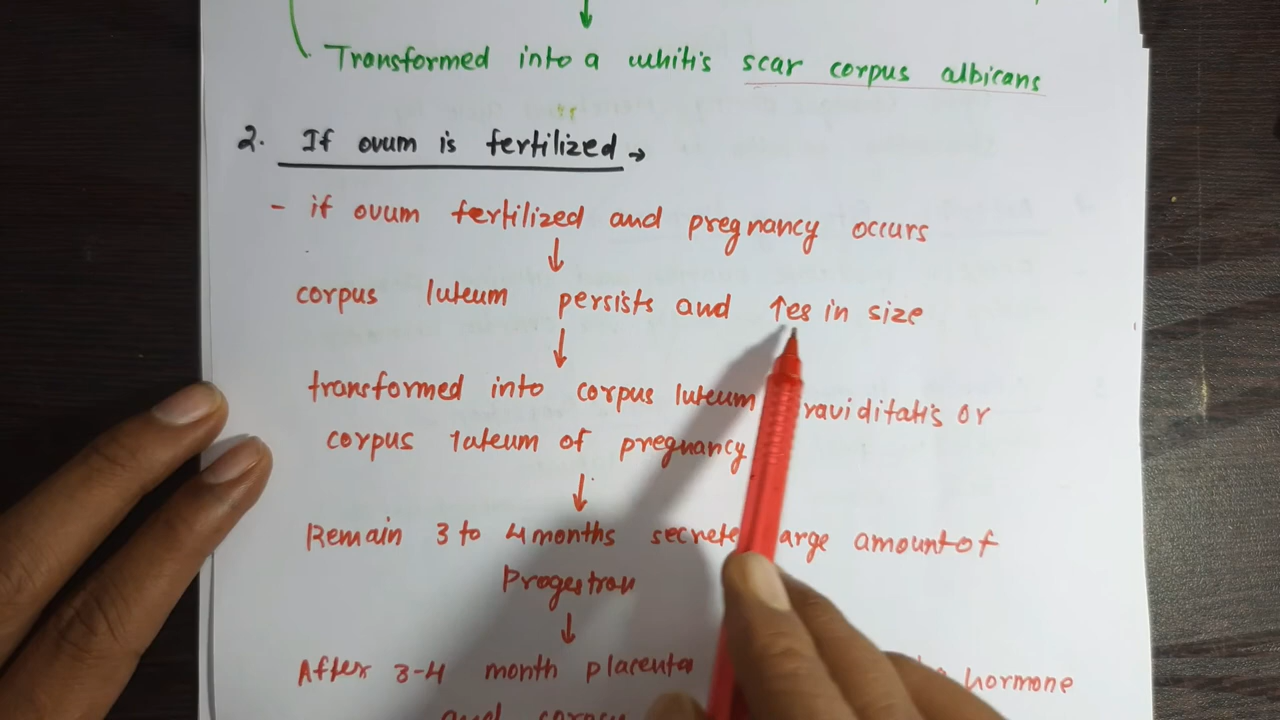 Transformed into a whitis scar corpus albicans
2. If ovum is fertilized →
- if ovum fertilized and pregnancy occurs
↓
corpus luteum persists and ↑es in size
↓
transformed into corpus luteum raviditatis or
corpus luteum of pregnancy
↓
Remain 3 to 4 months secrete arge amount of
Progestron
↓
After 3-4 month placenta hormone
and corpus